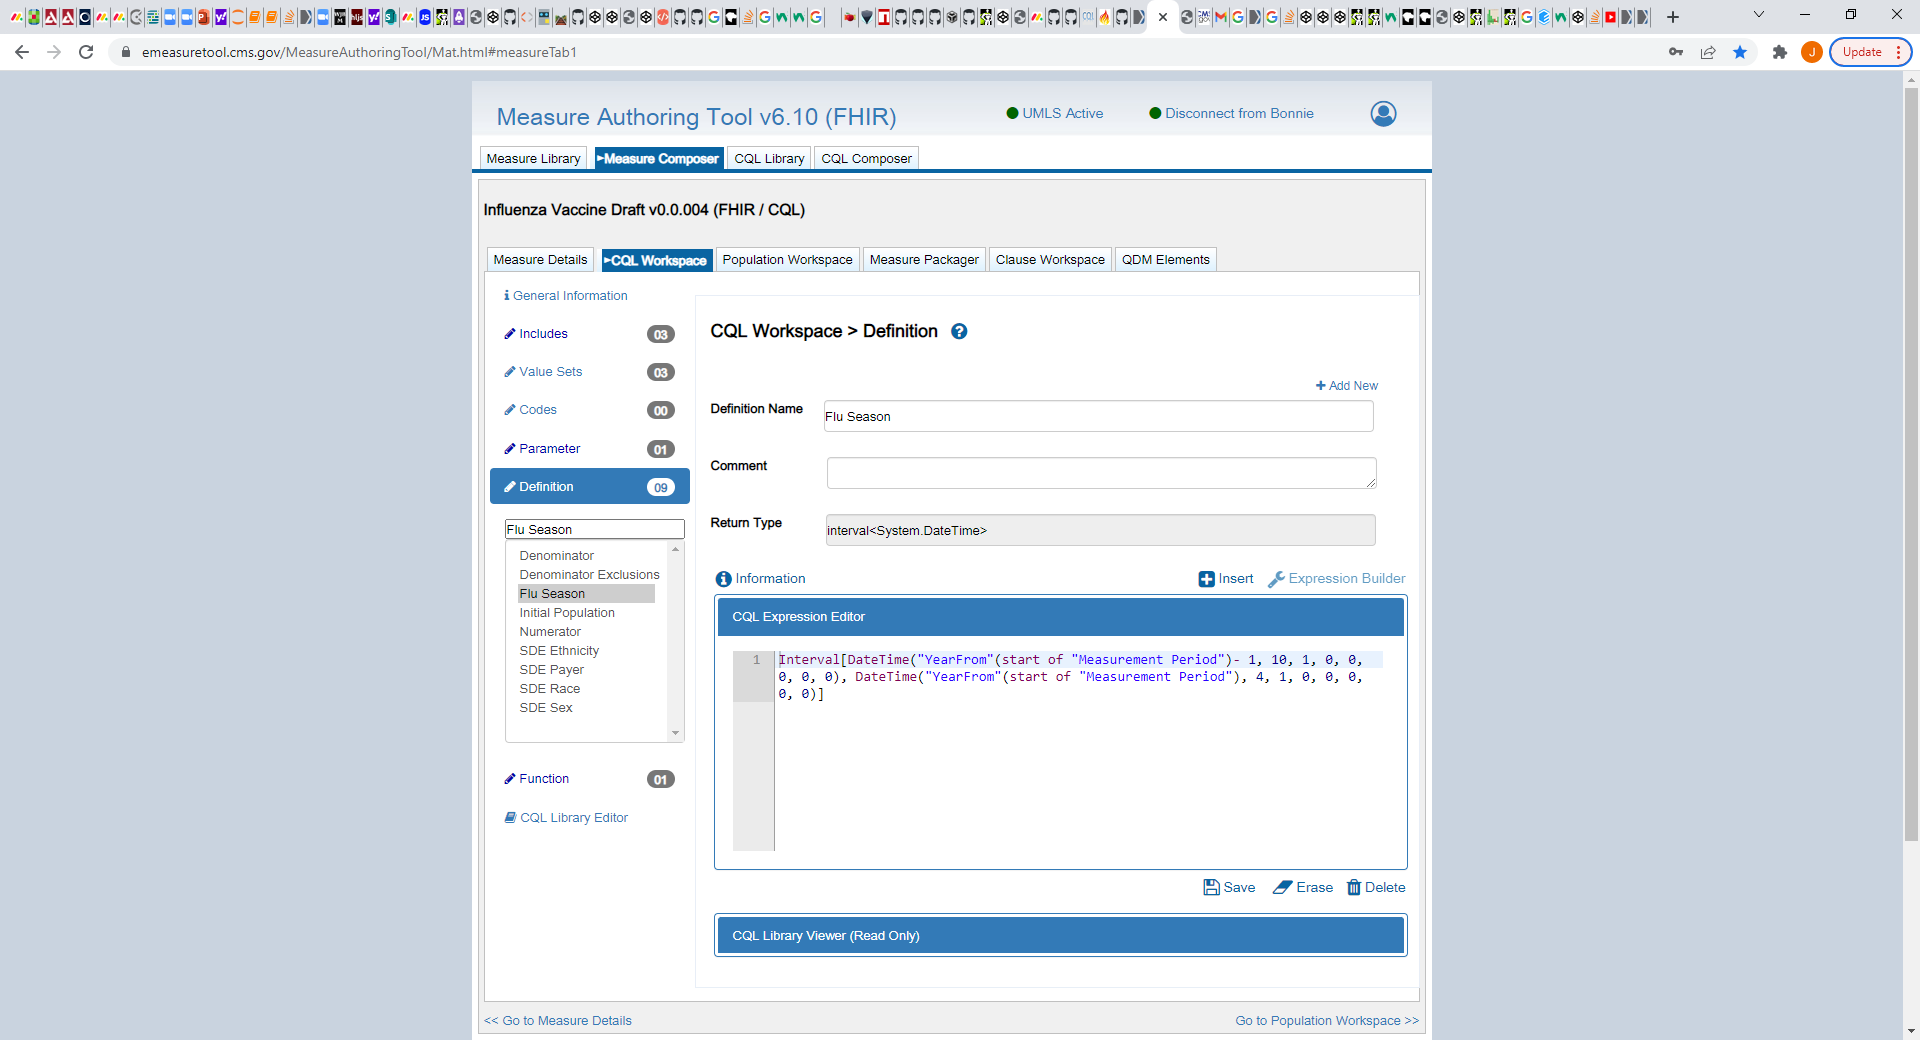 emeasuretool.cms.gov/MeasureAuthoringTool/Mat.html#measureTab1
J
Update
Measure Authoring Tool v6.10 (FHIR)
UMLS Active
Disconnect from Bonnie
Measure Library
Measure Composer
CQL Library
CQL Composer
Influenza Vaccine Draft v0.0.004 (FHIR / CQL)
Measure Details
CQL Workspace
Population Workspace
Measure Packager
Clause Workspace
QDM Elements
General Information
Includes 03
Value Sets 03
Codes 00
Parameter 01
Definition 09
Flu Season
Denominator
Denominator Exclusions
Flu Season
Initial Population
Numerator
SDE Ethnicity
SDE Payer
SDE Race
SDE Sex
Function 01
CQL Library Editor
CQL Workspace > Definition
Add New
Definition Name
Flu Season
Comment
Return Type
interval<System.DateTime>
Information
Insert
Expression Builder
CQL Expression Editor
1
Interval[DateTime("YearFrom"(start of "Measurement Period")- 1, 10, 1, 0, 0,
0, 0, 0), DateTime("YearFrom"(start of "Measurement Period"), 4, 1, 0, 0, 0,
0, 0)]
Save
Erase
Delete
CQL Library Viewer (Read Only)
<< Go to Measure Details
Go to Population Workspace >>